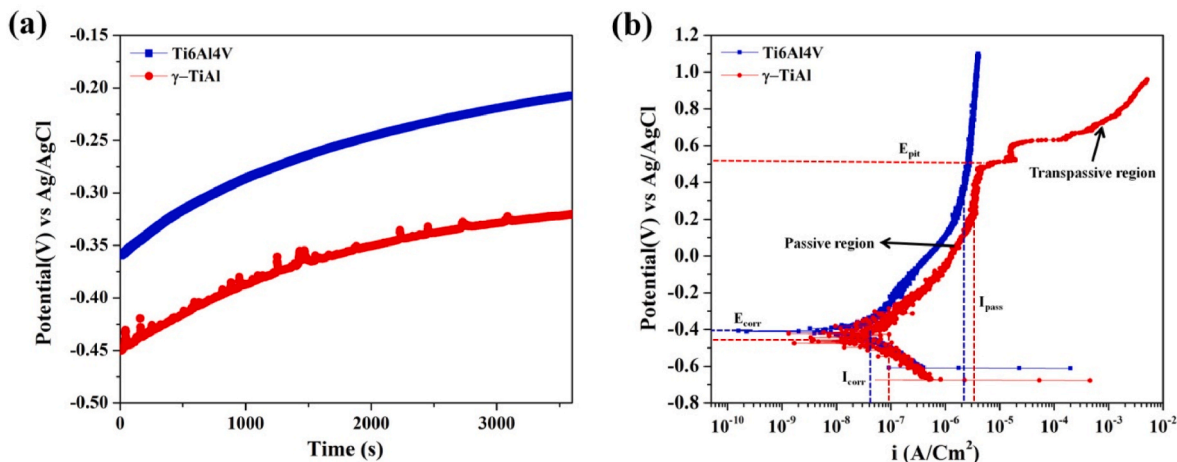 (a)
Potential(V) vs Ag/AgCl
-0.15
-0.20
-0.25
-0.30
-0.35
-0.40
-0.45
-0.50
Ti6Al4V
γ−TiAl
0
1000
2000
3000
Time (s)
(b)
Potential(V) vs Ag/AgCl
1.2
1.0
0.8
0.6
0.4
0.2
0.0
-0.2
-0.4
-0.6
-0.8
Ti6Al4V
γ−TiAl
Epit
Transpassive region
Passive region
Ipass
Ecorr
Icorr
10-10
10-9
10-8
10-7
10-6
10-5
10-4
10-3
10-2
i (A/Cm2)